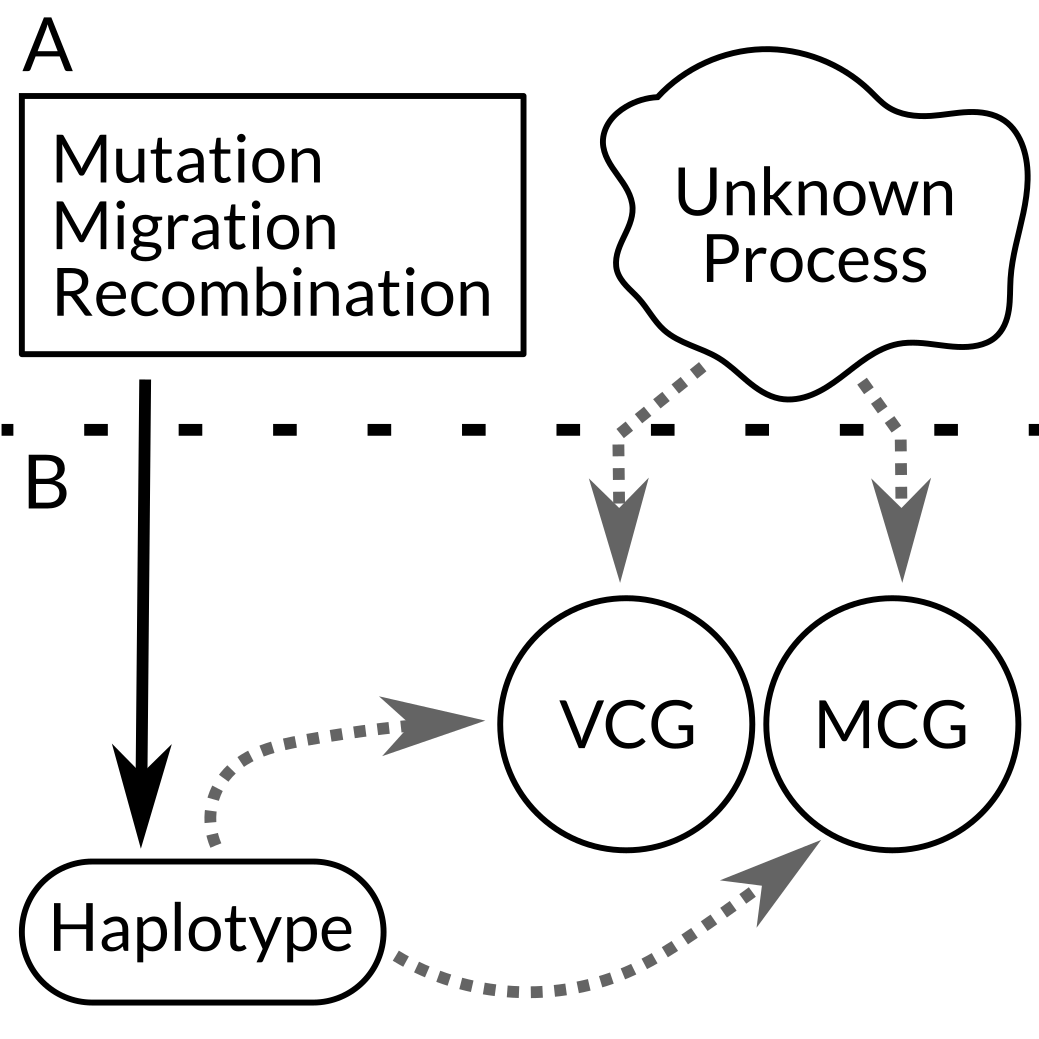 A
Mutation
Migration
Recombination
Unknown
Process
B
VCG
MCG
Haplotype